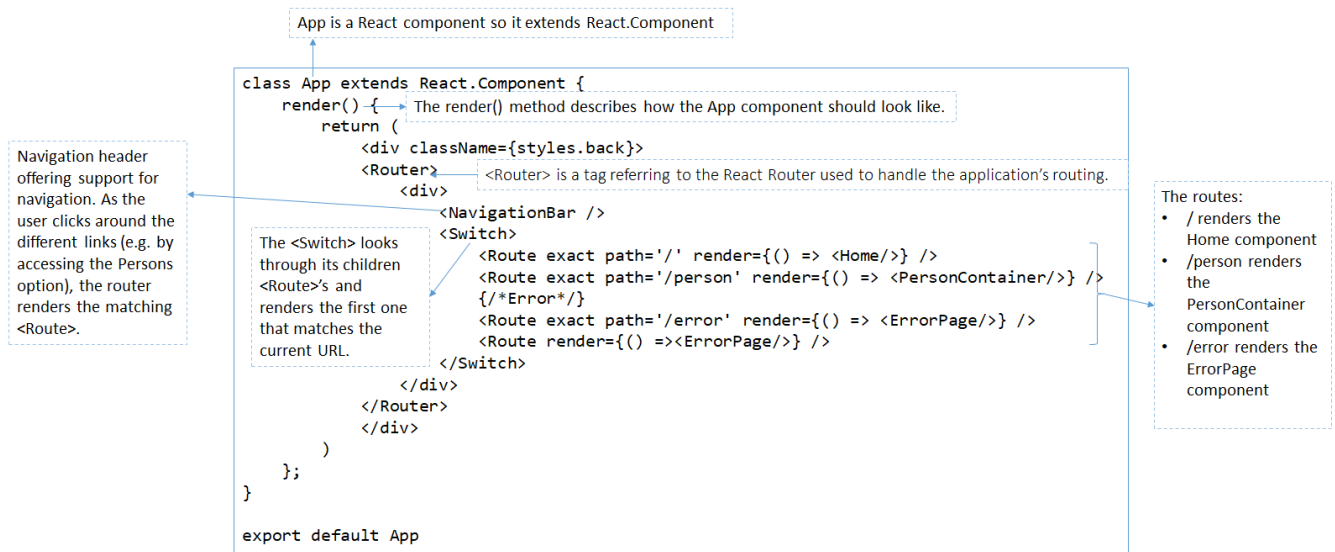 App is a React component so it extends React.Component
class App extends React.Component {
render() {
The render() method describes how the App component should look like.
return (
<div className={styles.back}>
<Router>
<Router> is a tag referring to the React Router used to handle the application's routing.
<div>
<NavigationBar />
<Switch>
<Route exact path='/' render={() => <Home/>} />
<Route exact path='/person' render={() => <PersonContainer/>} />
{/*Error*/}
<Route exact path='/error' render={() => <ErrorPage/>} />
<Route render={() =><ErrorPage/>} />
</Switch>
</div>
</Router>
</div>
)
};
}
export default App
Navigation header
offering support for
navigation. As the
user clicks around the
different links (e.g. by
accessing the Persons
option), the router
renders the matching
<Route>.
The <Switch> looks
through its children
<Route>'s and
renders the first one
that matches the
current URL.
The routes:
• / renders the
Home component
• /person renders
the
PersonContainer
component
• /error renders the
ErrorPage
component